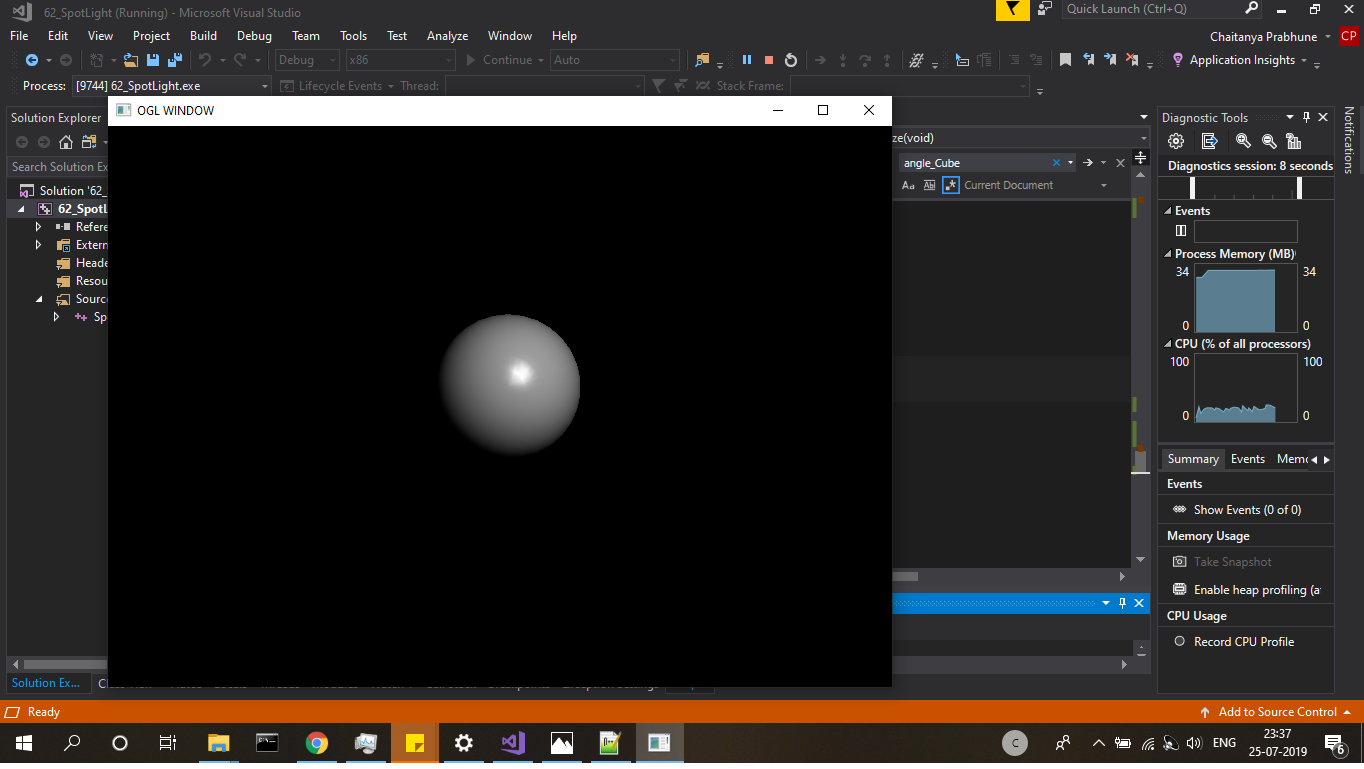 62_SpotLight (Running) - Microsoft Visual Studio
Quick Launch (Ctrl+Q)
File Edit View Project Build Debug Team Tools Test Analyze Window Help
Chaitanya Prabhune CP
Debug x86 Continue Auto
Application Insights
Process: [9744] 62_SpotLight.exe Lifecycle Events Thread: Stack Frame:
Solution Explorer
OGL WINDOW
ze(void)
Diagnostic Tools
Notifications
Search Solution Ex
angle_Cube
Aa Ab Current Document
Diagnostics session: 8 seconds
Solution '62_
62_SpotL
Refere
Extern
Heade
Resou
Source
Sp
Events
Process Memory (MB)
34 34
0 0
CPU (% of all processors)
100 100
0 0
Summary Events Memo
Events
Show Events (0 of 0)
Memory Usage
Take Snapshot
Enable heap profiling (a
CPU Usage
Record CPU Profile
Solution Ex...
Ready
Add to Source Control
C
ENG
23:37
25-07-2019
6